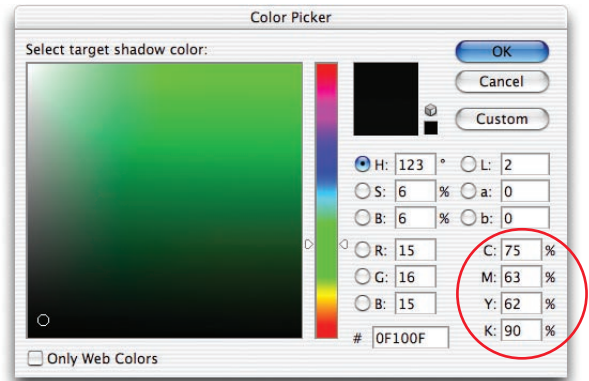 Color Picker
Select target shadow color:
OK
Cancel
Custom
H: 123 ° L: 2
S: 6 % a: 0
B: 6 % b: 0
R: 15 C: 75 %
G: 16 M: 63 %
B: 15 Y: 62 %
# 0F100F K: 90 %
Only Web Colors